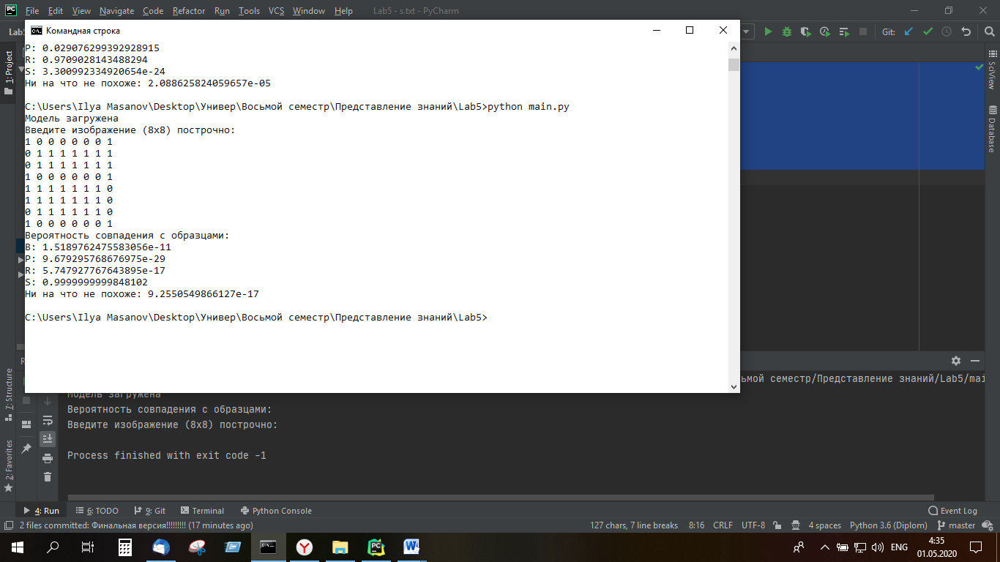 File Edit View Navigate Code Refactor Run Tools VCS Window Help Lab5 - s.txt - PyCharm
Командная строка
Git:
P: 0.029076299392928915
R: 0.9709028143488294
S: 3.300992334920654e-24
Ни на что не похоже: 2.088625824059657e-05
C:\Users\Ilya Masanov\Desktop\Универ\Восьмой семестр\Представление знаний\Lab5>python main.py
Модель загружена
Введите изображение (8x8) построчно:
1 0 0 0 0 0 0 1
0 1 1 1 1 1 1 1
0 1 1 1 1 1 1 1
1 0 0 0 0 0 0 1
1 1 1 1 1 1 1 0
1 1 1 1 1 1 1 0
0 1 1 1 1 1 1 0
1 0 0 0 0 0 0 1
Вероятность совпадения с образцами:
B: 1.5189762475583056e-11
P: 9.679295768676975e-29
R: 5.747927767643895e-17
S: 0.9999999999848102
Ни на что не похоже: 9.2550549866127e-17
C:\Users\Ilya Masanov\Desktop\Универ\Восьмой семестр\Представление знаний\Lab5>
1: Project
7: Structure
2: Favorites
SciView
Database
семестр/Представление знаний/Lab5/mai
Модель загружена
Вероятность совпадения с образцами:
Введите изображение (8x8) построчно:
Process finished with exit code -1
4: Run 6: TODO 9: Git Terminal Python Console Event Log
2 files committed: Финальная версия!!!!!!!!! (17 minutes ago) 127 chars, 7 line breaks 8:16 CRLF UTF-8 4 spaces Python 3.6 (Diplom) master
ENG
4:35
01.05.2020